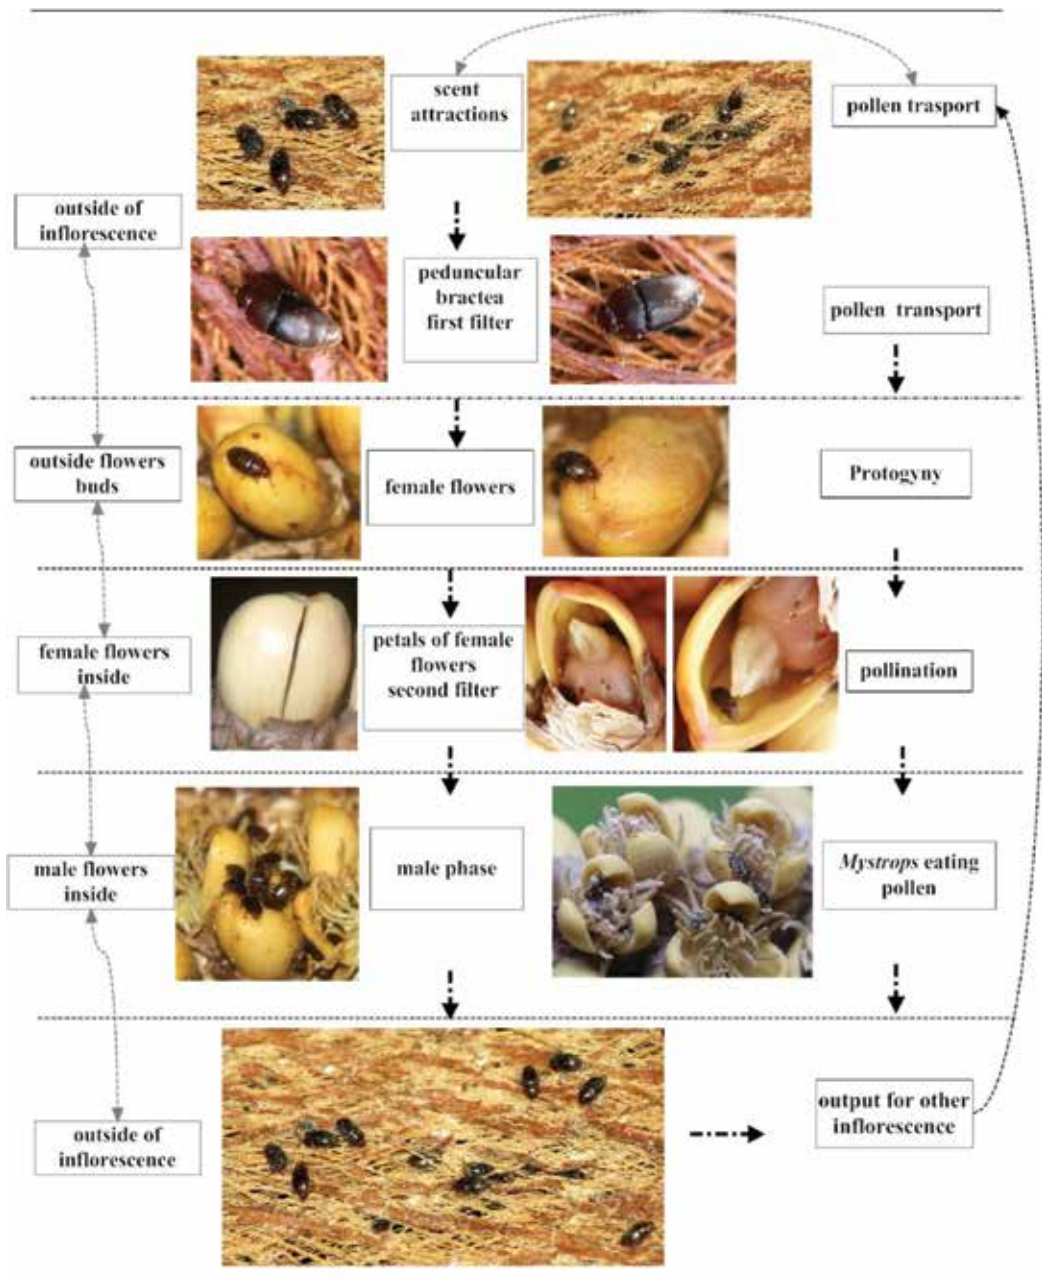 scent
attractions
pollen trasport
outside of
inflorescence
peduncular
bractea
first filter
pollen transport
outside flowers
buds
female flowers
Protogyny
female flowers
inside
petals of female
flowers
second filter
pollination
male flowers
inside
male phase
Mystrops eating
pollen
outside of
inflorescence
output for other
inflorescence